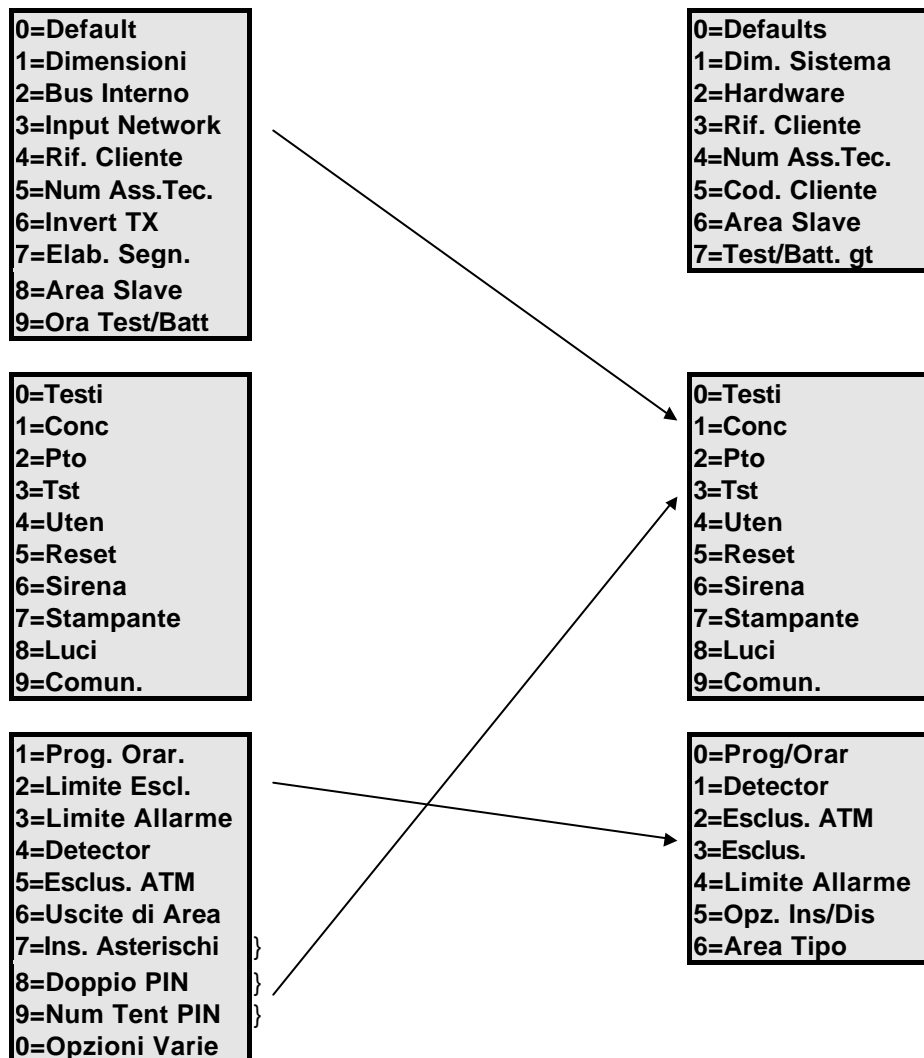 0=Default
1=Dimensioni
2=Bus Interno
3=Input Network
4=Rif. Cliente
5=Num Ass.Tec.
6=Invert TX
7=Elab. Segn.
8=Area Slave
9=Ora Test/Batt
0=Defaults
1=Dim. Sistema
2=Hardware
3=Rif. Cliente
4=Num Ass.Tec.
5=Cod. Cliente
6=Area Slave
7=Test/Batt. gt
0=Testi
1=Conc
2=Pto
3=Tst
4=Uten
5=Reset
6=Sirena
7=Stampante
8=Luci
9=Comun.
0=Testi
1=Conc
2=Pto
3=Tst
4=Uten
5=Reset
6=Sirena
7=Stampante
8=Luci
9=Comun.
1=Prog. Orar.
2=Limite Escl.
3=Limite Allarme
4=Detector
5=Esclus. ATM
6=Uscite di Area
7=Ins. Asterischi }
8=Doppio PIN }
9=Num Tent PIN }
0=Opzioni Varie
0=Prog/Orar
1=Detector
2=Esclus. ATM
3=Esclus.
4=Limite Allarme
5=Opz. Ins/Dis
6=Area Tipo